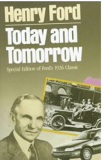 Henry Ford
Today and
Tomorrow
Special Edition of Ford's 1926 Classic